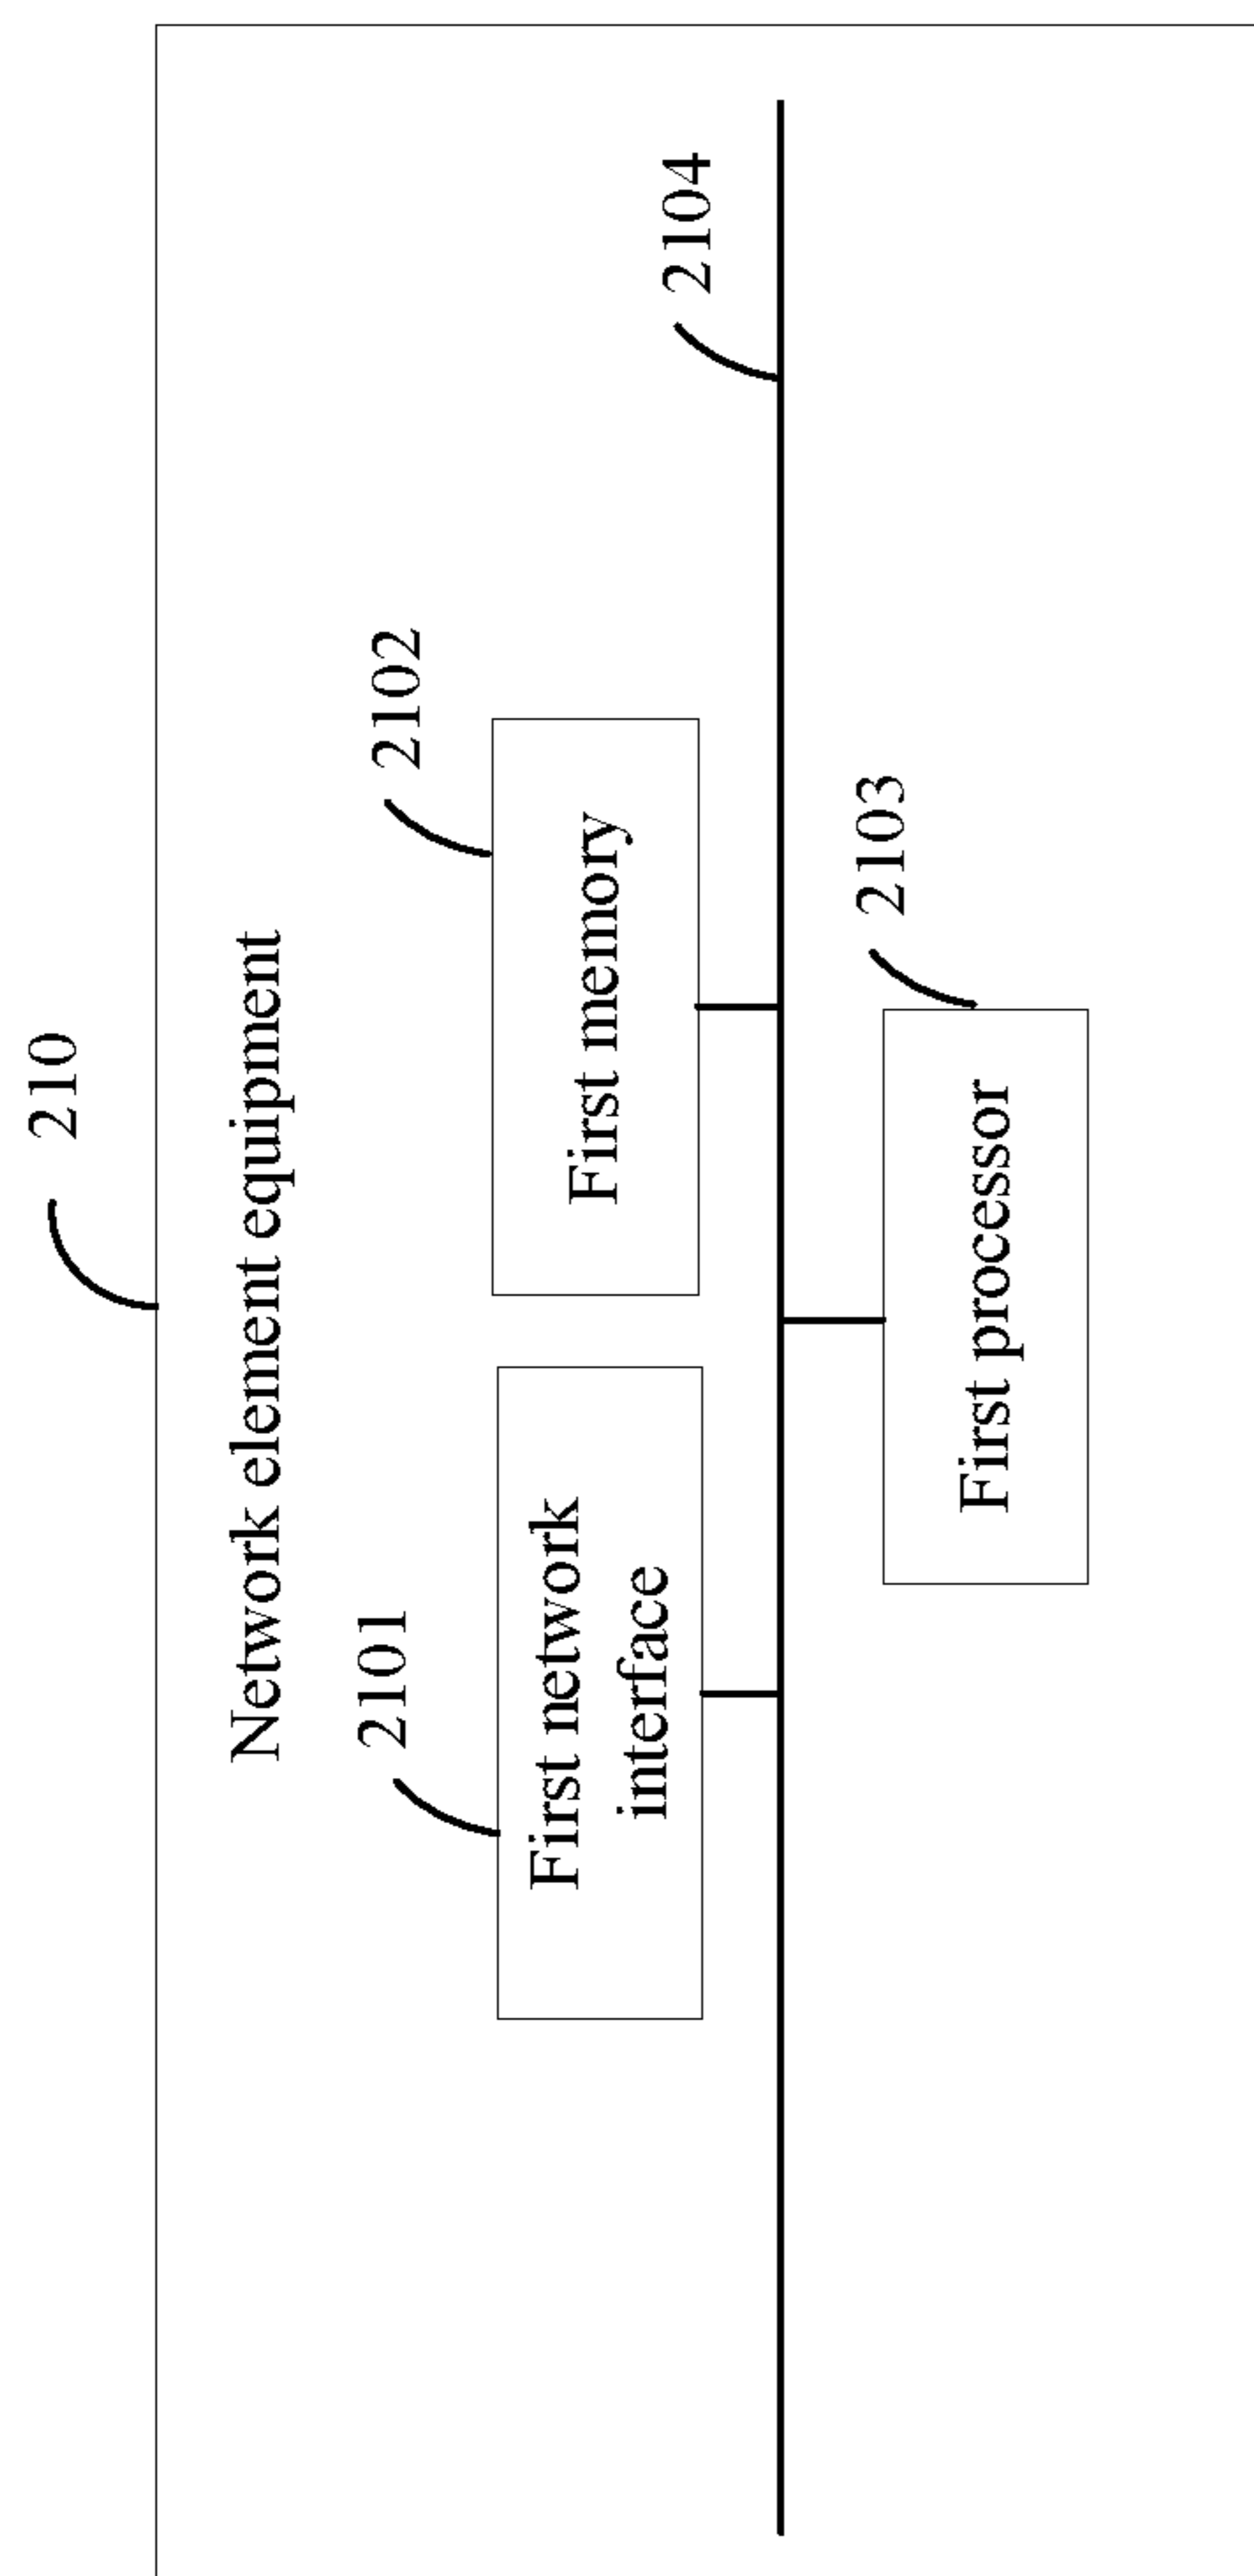 210
Network element equipment
2101
2102
First network
interface
First memory
2104
2103
First processor